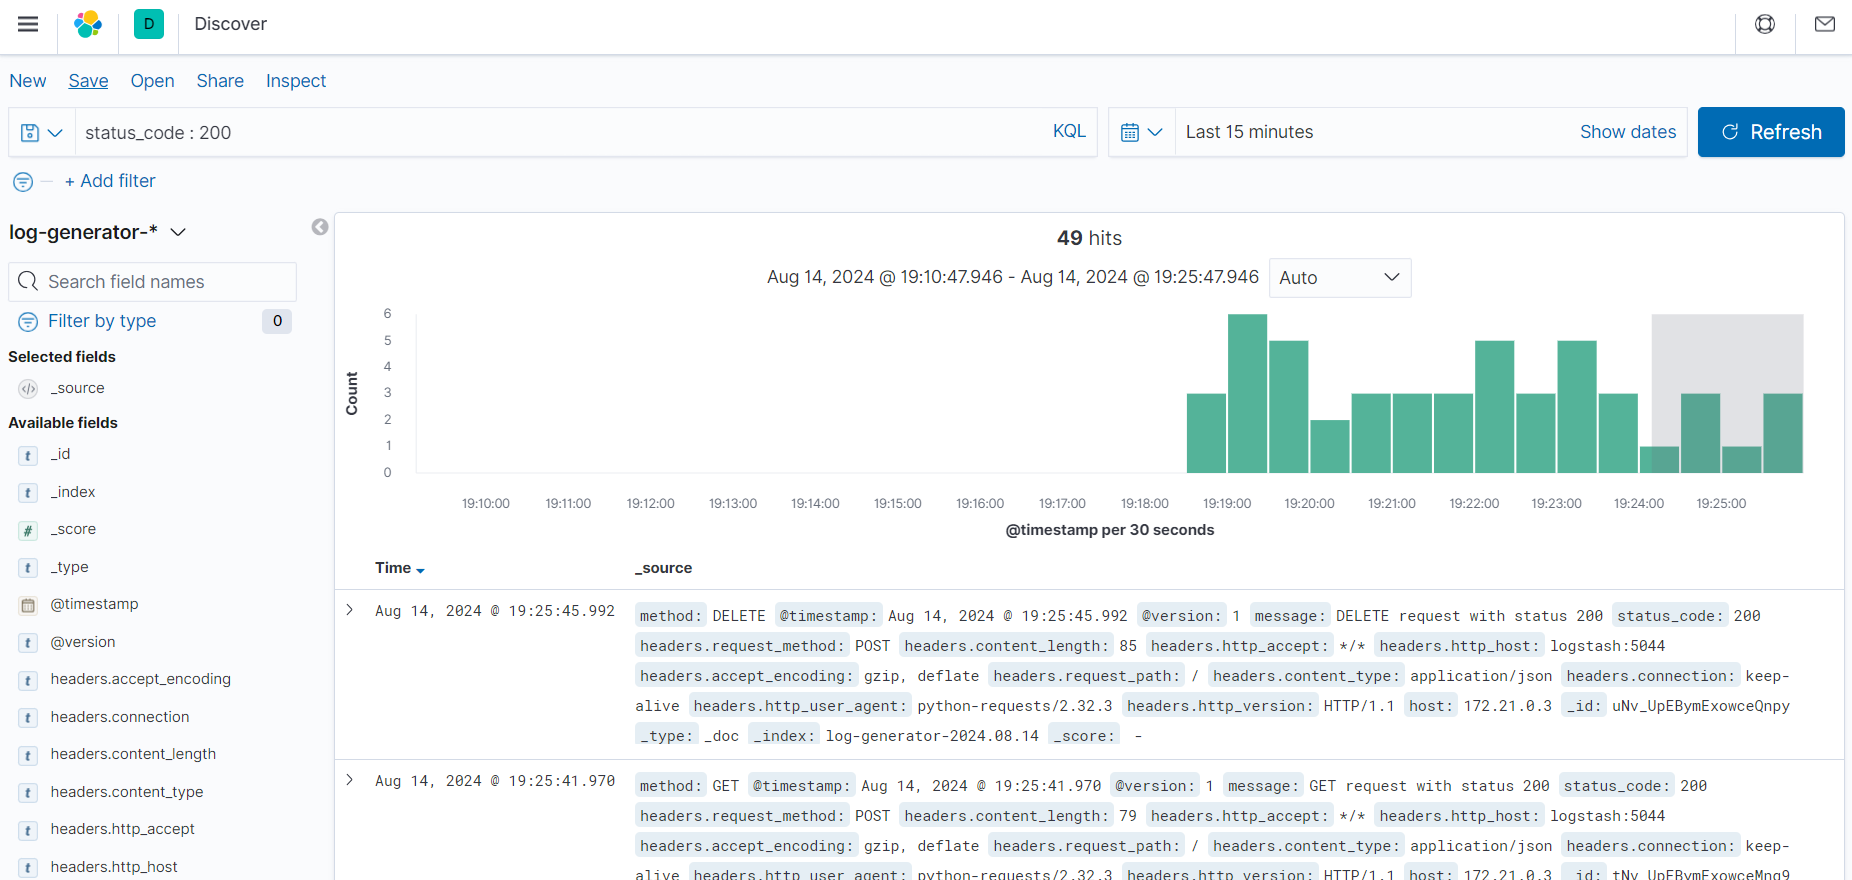 D Discover
New Save Open Share Inspect
status_code : 200 KQL Last 15 minutes Show dates Refresh
+ Add filter
log-generator-*
Search field names
Filter by type 0
Selected fields
_source
Available fields
t _id
t _index
# _score
t _type
@timestamp
t @version
t headers.accept_encoding
t headers.connection
t headers.content_length
t headers.content_type
t headers.http_accept
t headers.http_host
49 hits
Aug 14, 2024 @ 19:10:47.946 - Aug 14, 2024 @ 19:25:47.946 Auto
Count
6
5
4
3
2
1
0
19:10:00 19:11:00 19:12:00 19:13:00 19:14:00 19:15:00 19:16:00 19:17:00 19:18:00 19:19:00 19:20:00 19:21:00 19:22:00 19:23:00 19:24:00 19:25:00
@timestamp per 30 seconds
Time _source
Aug 14, 2024 @ 19:25:45.992 method: DELETE @timestamp: Aug 14, 2024 @ 19:25:45.992 @version: 1 message: DELETE request with status 200 status_code: 200
headers.request_method: POST headers.content_length: 85 headers.http_accept: */* headers.http_host: logstash:5044
headers.accept_encoding: gzip, deflate headers.request_path: / headers.content_type: application/json headers.connection: keep-
alive headers.http_user_agent: python-requests/2.32.3 headers.http_version: HTTP/1.1 host: 172.21.0.3 _id: uNv_UpEBymExowceQnpy
_type: _doc _index: log-generator-2024.08.14 _score: -
Aug 14, 2024 @ 19:25:41.970 method: GET @timestamp: Aug 14, 2024 @ 19:25:41.970 @version: 1 message: GET request with status 200 status_code: 200
headers.request_method: POST headers.content_length: 79 headers.http_accept: */* headers.http_host: logstash:5044
headers.accept_encoding: gzip, deflate headers.request_path: / headers.content_type: application/json headers.connection: keep-
alive headers.http_user_agent: python-requests/2.32.3 headers.http_version: HTTP/1.1 host: 172.21.0.3 _id: tNv_UpEBymExowceMnq9